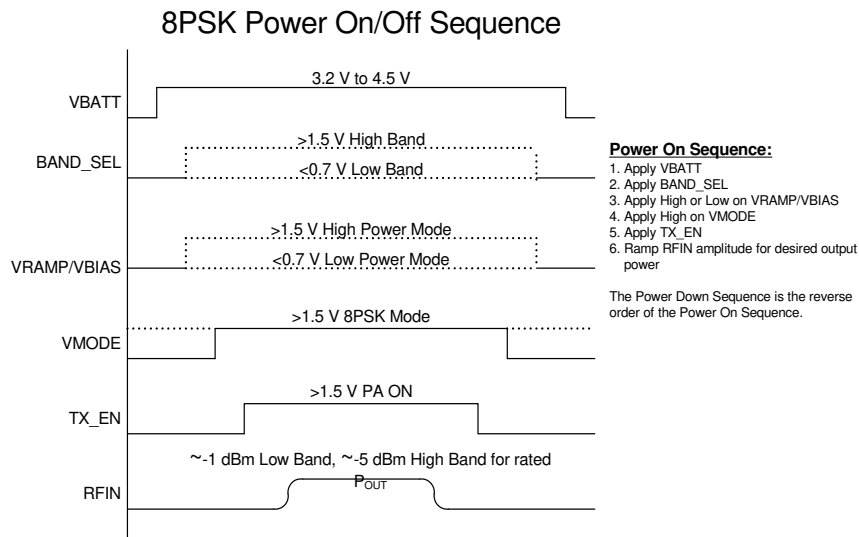 8PSK Power On/Off Sequence
VBATT
3.2 V to 4.5 V
BAND_SEL
>1.5 V High Band
<0.7 V Low Band
VRAMP/VBIAS
>1.5 V High Power Mode
<0.7 V Low Power Mode
VMODE
>1.5 V 8PSK Mode
TX_EN
>1.5 V PA ON
RFIN
~-1 dBm Low Band, ~-5 dBm High Band for rated
POUT
Power On Sequence:
1. Apply VBATT
2. Apply BAND_SEL
3. Apply High or Low on VRAMP/VBIAS
4. Apply High on VMODE
5. Apply TX_EN
6. Ramp RFIN amplitude for desired output
power
The Power Down Sequence is the reverse
order of the Power On Sequence.